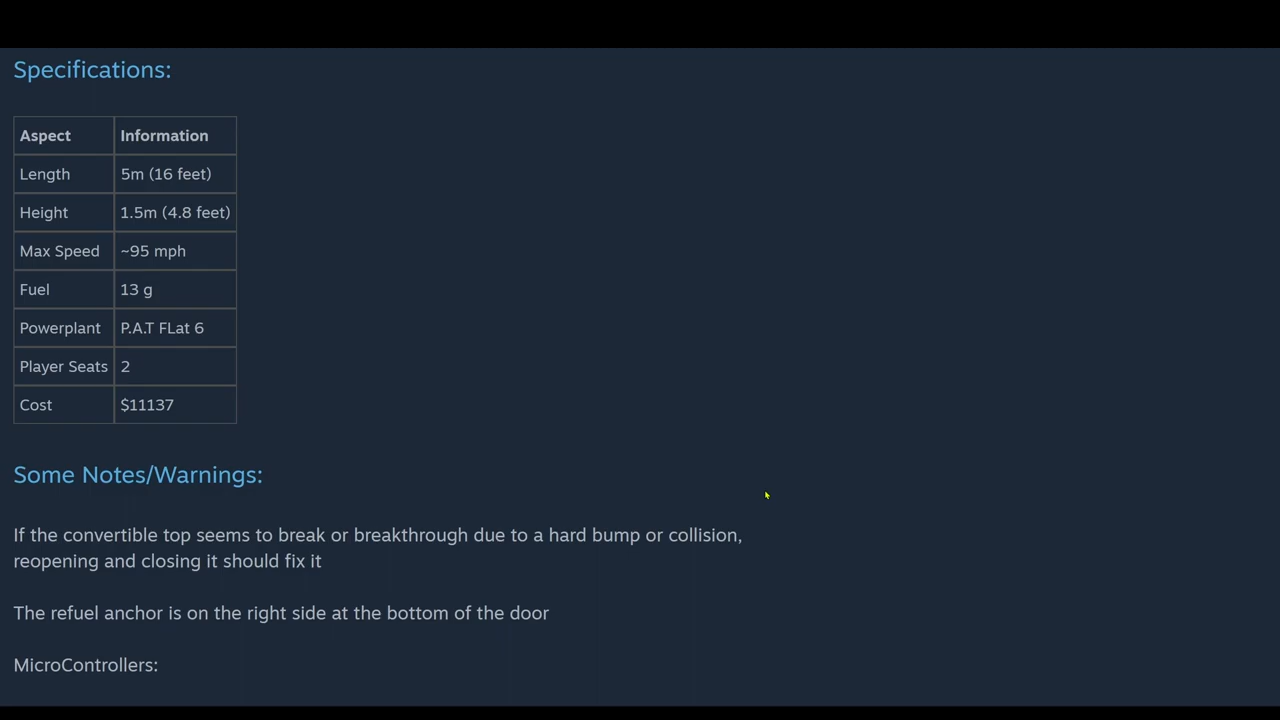 Specifications:
Aspect Information
Length 5m (16 feet)
Height 1.5m (4.8 feet)
Max Speed ~95 mph
Fuel 13 g
Powerplant P.A.T FLat 6
Player Seats 2
Cost $11137
Some Notes/Warnings:
If the convertible top seems to break or breakthrough due to a hard bump or collision,
reopening and closing it should fix it
The refuel anchor is on the right side at the bottom of the door
MicroControllers: